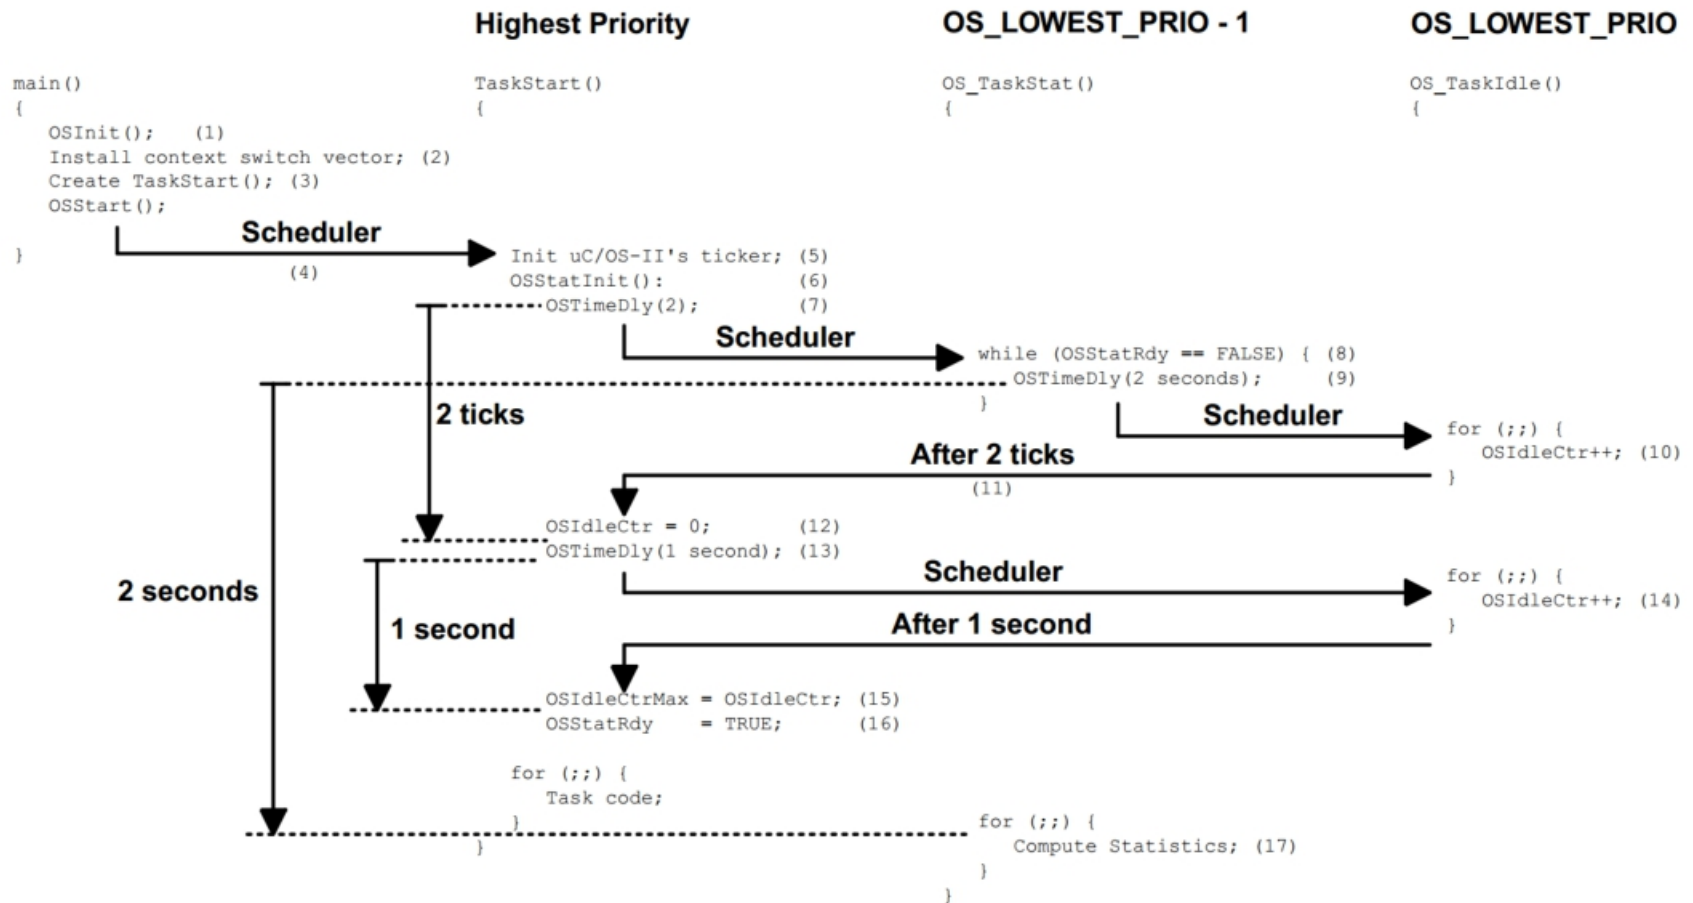 Highest Priority    OS_LOWEST_PRIO - 1    OS_LOWEST_PRIO
main()    TaskStart()    OS_TaskStat()    OS_TaskIdle()
{    {    {    {
OSInit();    (1)
Install context switch vector; (2)
Create TaskStart(); (3)
OSStart();
Scheduler
}    (4)    Init uC/OS-II's ticker; (5)
OSStatInit():    (6)
OSTimeDly(2);    (7)
Scheduler
while (OSStatRdy == FALSE) { (8)
OSTimeDly(2 seconds);    (9)
}
2 ticks    Scheduler
for (;;) {
OSIdleCtr++; (10)
}
After 2 ticks
(11)
OSIdleCtr = 0;    (12)
OSTimeDly(1 second); (13)
Scheduler
for (;;) {
OSIdleCtr++; (14)
}
2 seconds
1 second    After 1 second
OSIdleCtrMax = OSIdleCtr; (15)
OSStatRdy    = TRUE;    (16)
for (;;) {
Task code;
}
}
for (;;) {
Compute Statistics; (17)
}
}